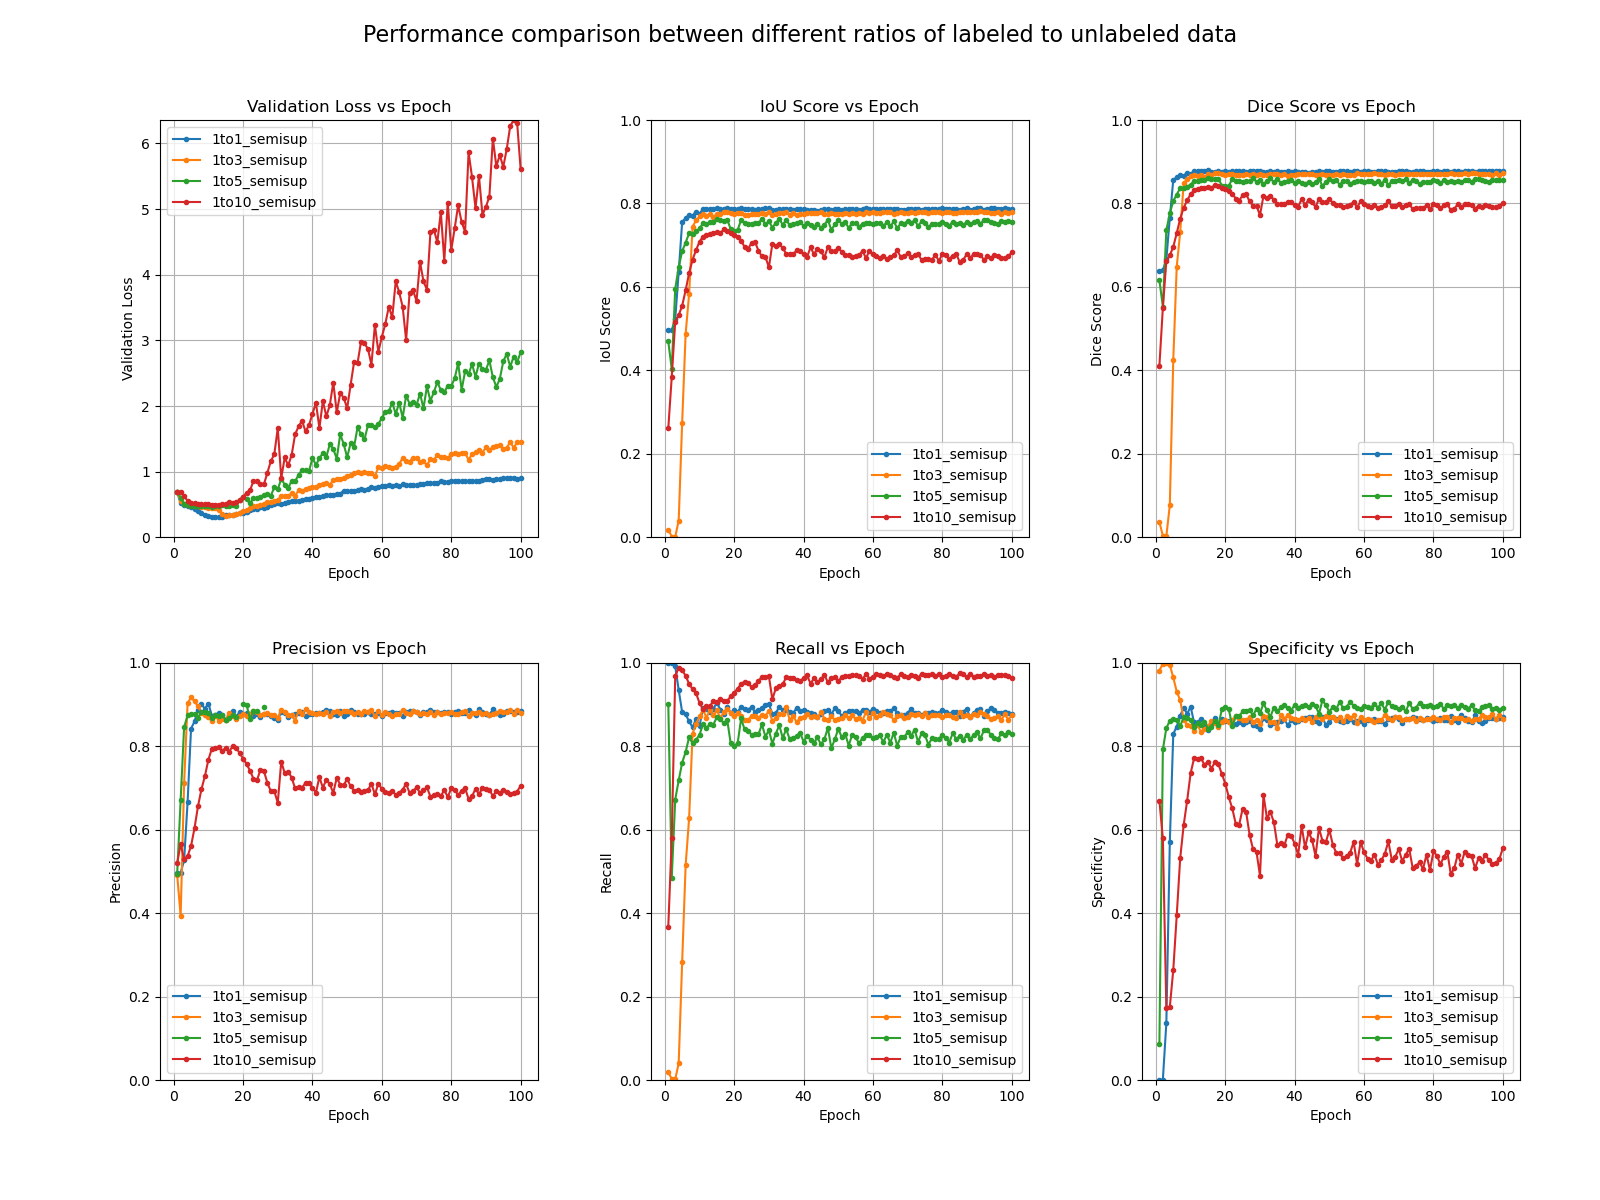 Performance comparison between different ratios of labeled to unlabeled data
Validation Loss vs Epoch
Validation Loss
6
5
4
3
2
1
0
1to1_semisup
1to3_semisup
1to5_semisup
1to10_semisup
0 20 40 60 80 100
Epoch
IoU Score vs Epoch
IoU Score
1.0
0.8
0.6
0.4
0.2
0.0
1to1_semisup
1to3_semisup
1to5_semisup
1to10_semisup
0 20 40 60 80 100
Epoch
Dice Score vs Epoch
Dice Score
1.0
0.8
0.6
0.4
0.2
0.0
1to1_semisup
1to3_semisup
1to5_semisup
1to10_semisup
0 20 40 60 80 100
Epoch
Precision vs Epoch
Precision
1.0
0.8
0.6
0.4
0.2
0.0
1to1_semisup
1to3_semisup
1to5_semisup
1to10_semisup
0 20 40 60 80 100
Epoch
Recall vs Epoch
Recall
1.0
0.8
0.6
0.4
0.2
0.0
1to1_semisup
1to3_semisup
1to5_semisup
1to10_semisup
0 20 40 60 80 100
Epoch
Specificity vs Epoch
Specificity
1.0
0.8
0.6
0.4
0.2
0.0
1to1_semisup
1to3_semisup
1to5_semisup
1to10_semisup
0 20 40 60 80 100
Epoch